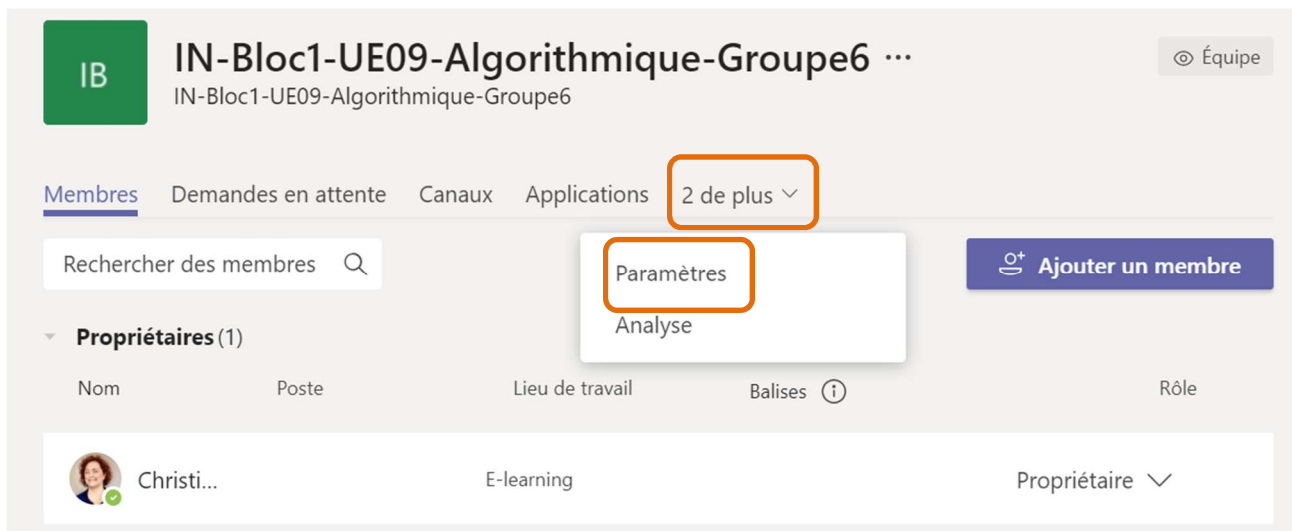 IB
IN-Bloc1-UE09-Algorithmique-Groupe6 ···
Équipe
IN-Bloc1-UE09-Algorithmique-Groupe6
Membres Demandes en attente Canaux Applications 2 de plus
Rechercher des membres
Paramètres
Ajouter un membre
Analyse
Propriétaires (1)
Nom Poste Lieu de travail Balises Rôle
Christi... E-learning Propriétaire